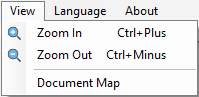 View Language About
Zoom In Ctrl+Plus
Zoom Out Ctrl+Minus
Document Map